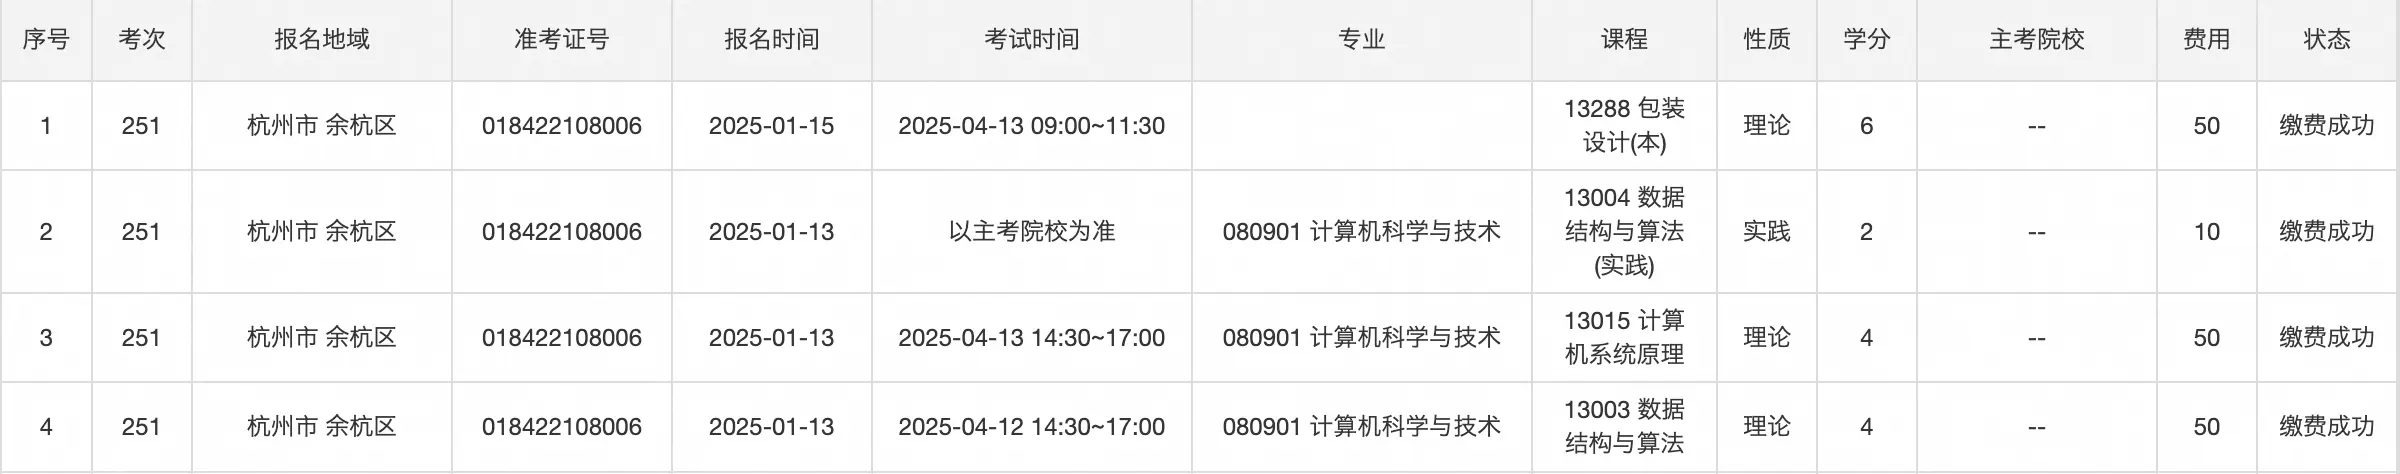 序号 考次 报名地域 准考证号 报名时间 考试时间 专业 课程 性质 学分 主考院校 费用 状态
1 251 杭州市 余杭区 018422108006 2025-01-15 2025-04-13 09:00~11:30 13288 包装
设计(本) 理论 6 -- 50 缴费成功
2 251 杭州市 余杭区 018422108006 2025-01-13 以主考院校为准 080901 计算机科学与技术 13004 数据
结构与算法
(实践) 实践 2 -- 10 缴费成功
3 251 杭州市 余杭区 018422108006 2025-01-13 2025-04-13 14:30~17:00 080901 计算机科学与技术 13015 计算
机系统原理 理论 4 -- 50 缴费成功
4 251 杭州市 余杭区 018422108006 2025-01-13 2025-04-12 14:30~17:00 080901 计算机科学与技术 13003 数据
结构与算法 理论 4 -- 50 缴费成功